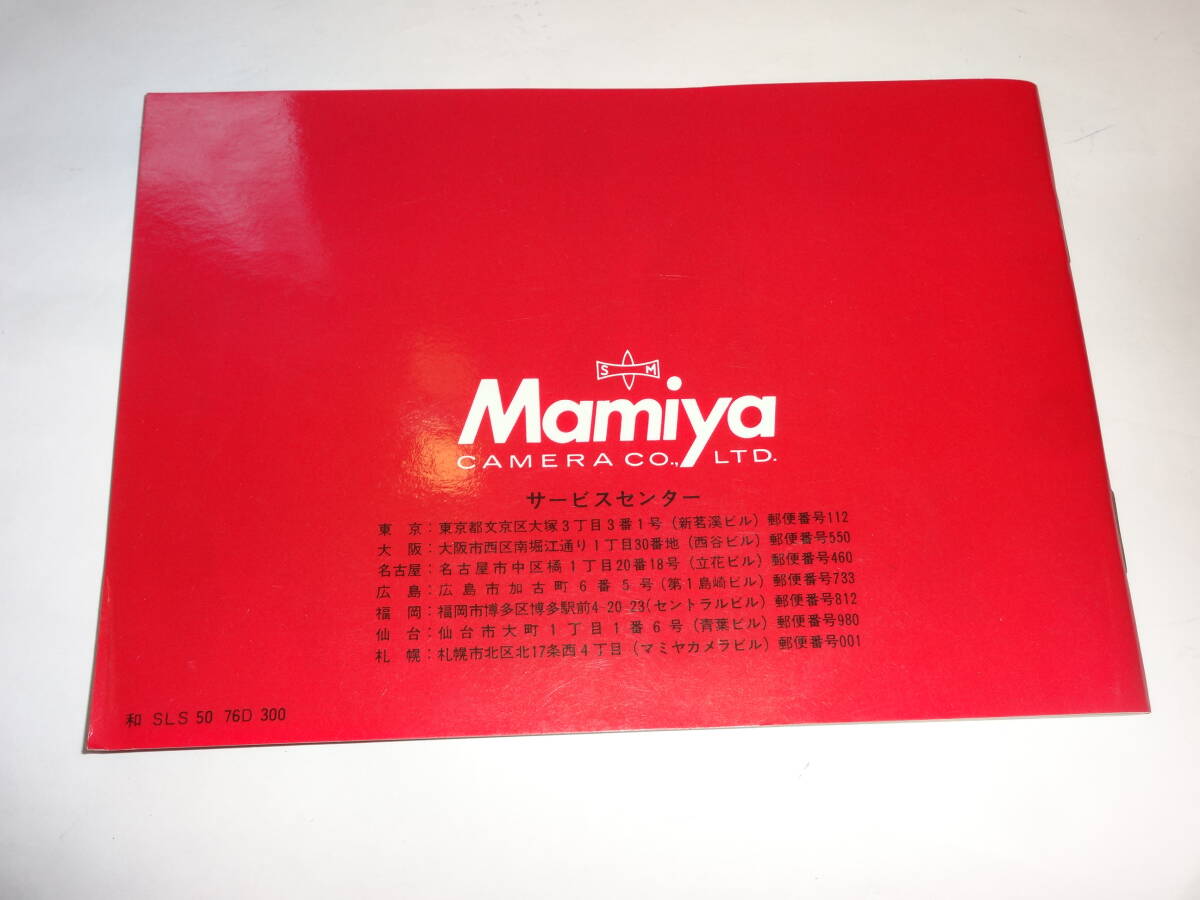 S M
Mamiya
CAMERA CO., LTD.
サービスセンター
東京：東京都文京区大塚3丁目3番1号（新茗溪ビル）郵便番号112
大阪：大阪市西区南堀江通り1丁目30番地（西谷ビル）郵便番号550
名古屋：名古屋市中区橘1丁目20番18号（立花ビル）郵便番号460
広島：広島市加古町6番5号（第1島崎ビル）郵便番号733
福岡：福岡市博多区博多駅前4-20-23（セントラルビル）郵便番号812
仙台：仙台市大町1丁目1番6号（青葉ビル）郵便番号980
札幌：札幌市北区北17条西4丁目（マミヤカメラビル）郵便番号001
和 SLS 50 76D 300